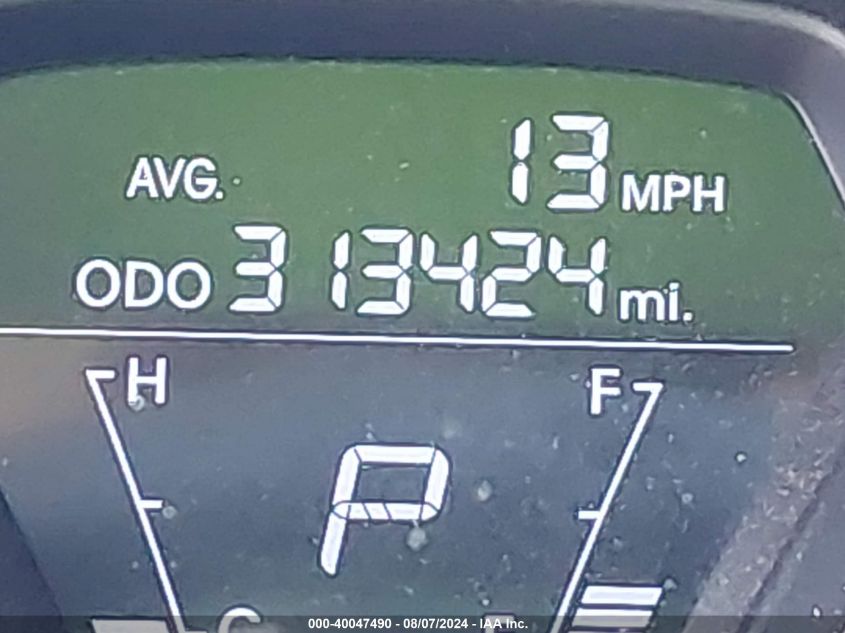 AVG. 13 MPH
ODO 313424 mi.
H F
P
C E
000-40047490 - 08/07/2024 - IAA Inc.